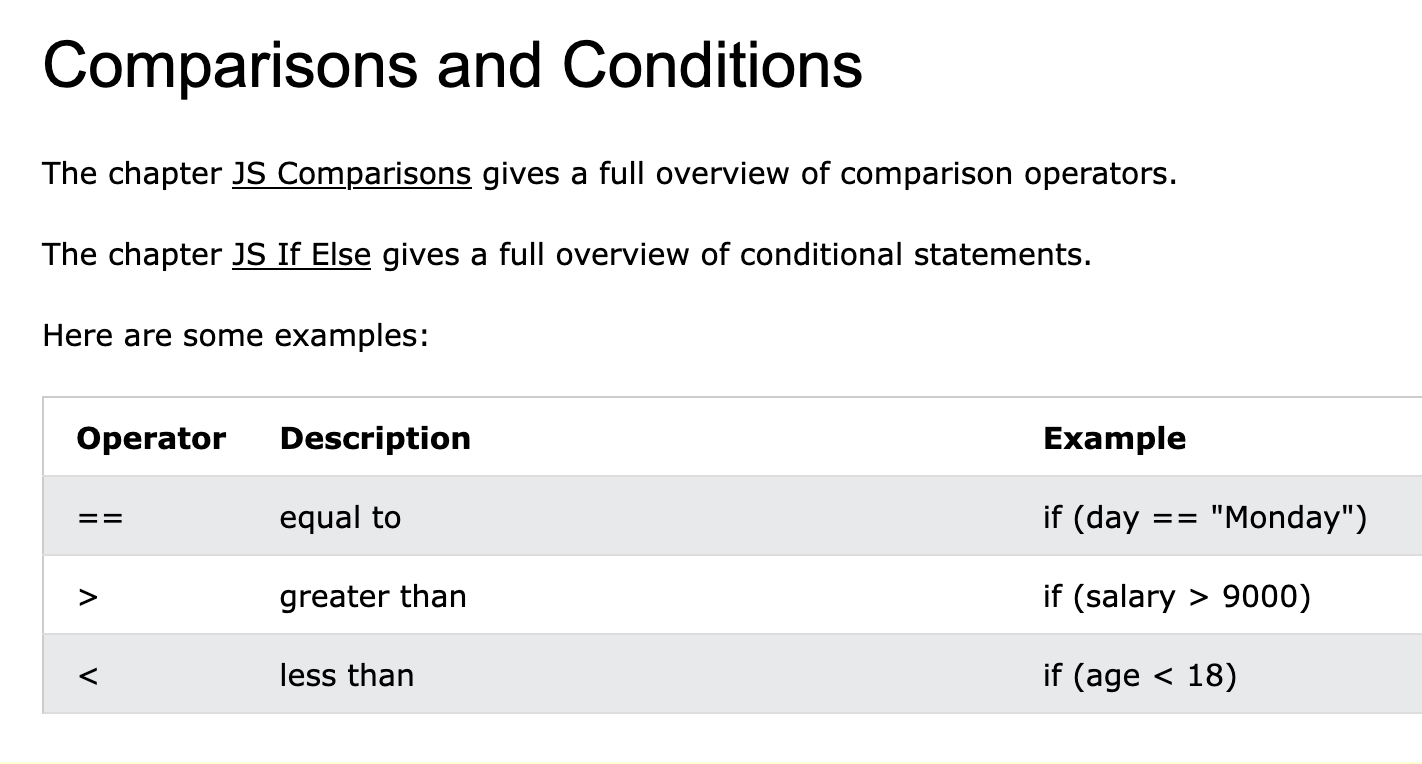 Comparisons and Conditions
The chapter JS Comparisons gives a full overview of comparison operators.
The chapter JS If Else gives a full overview of conditional statements.
Here are some examples:
Operator Description Example
== equal to if (day == "Monday")
> greater than if (salary > 9000)
< less than if (age < 18)